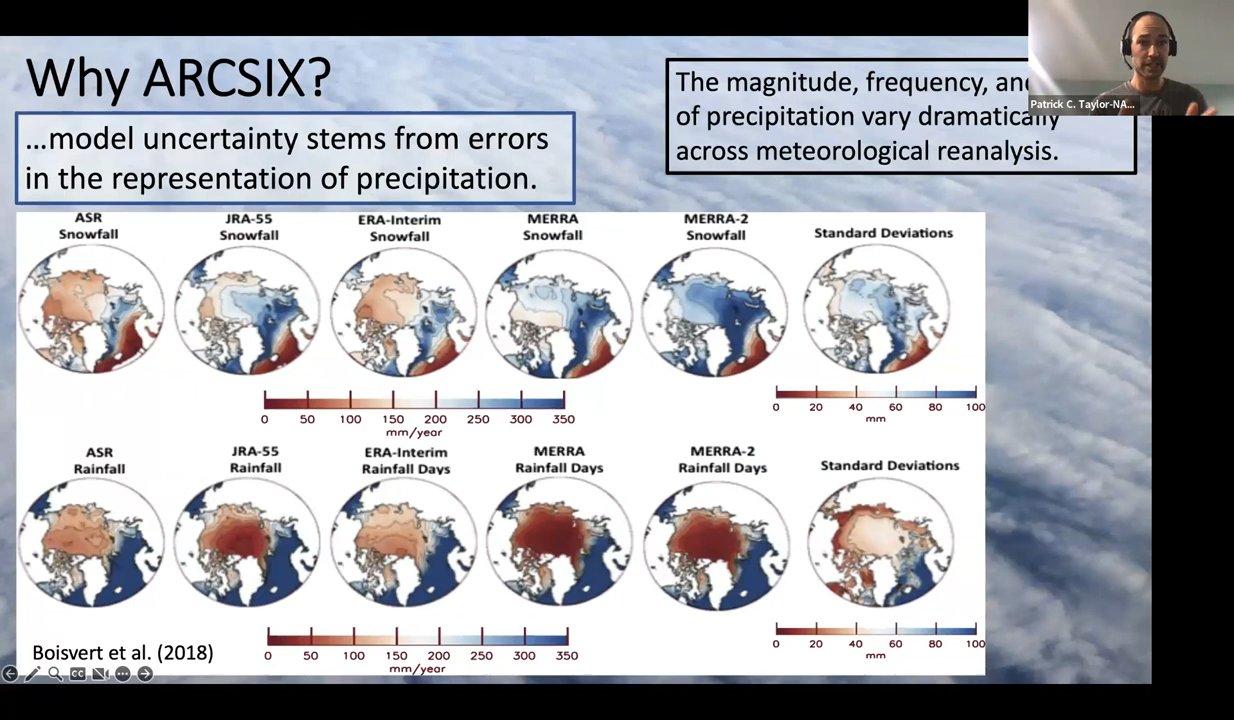 Why ARCSIX?
…model uncertainty stems from errors
in the representation of precipitation.
The magnitude, frequency, and
of precipitation vary dramatically
across meteorological reanalysis.
Patrick C. Taylor-NA...
ASR
Snowfall
JRA-55
Snowfall
ERA-Interim
Snowfall
MERRA
Snowfall
MERRA-2
Snowfall
Standard Deviations
0 50 100 150 200 250 300 350
mm/year
0 20 40 60 80 100
mm
ASR
Rainfall
JRA-55
Rainfall
ERA-Interim
Rainfall Days
MERRA
Rainfall Days
MERRA-2
Rainfall Days
Standard Deviations
0 50 100 150 200 250 300 350
mm/year
0 20 40 60 80 100
mm
Boisvert et al. (2018)
CC